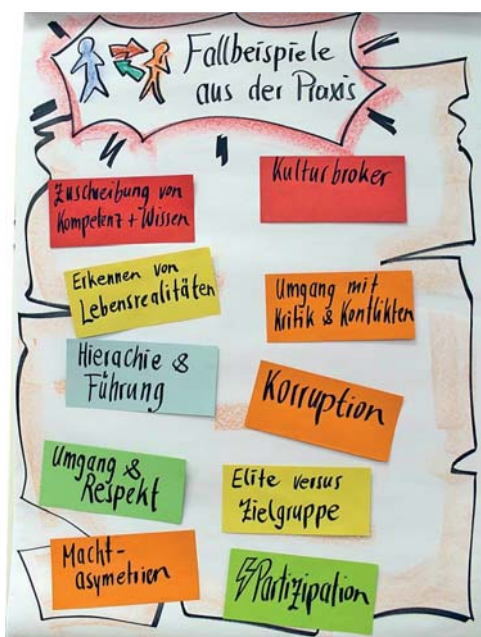 Fallbeispiele
aus der Praxis
Zuschreibung von
Kompetenz + Wissen
Kulturbroker
Erkennen von
Lebensrealitäten
Umgang mit
Kritik & Konflikten
Hierachie &
Führung
Korruption
Umgang &
Respekt
Elite versus
Zielgruppe
Macht-
asymetrien
Partizipation